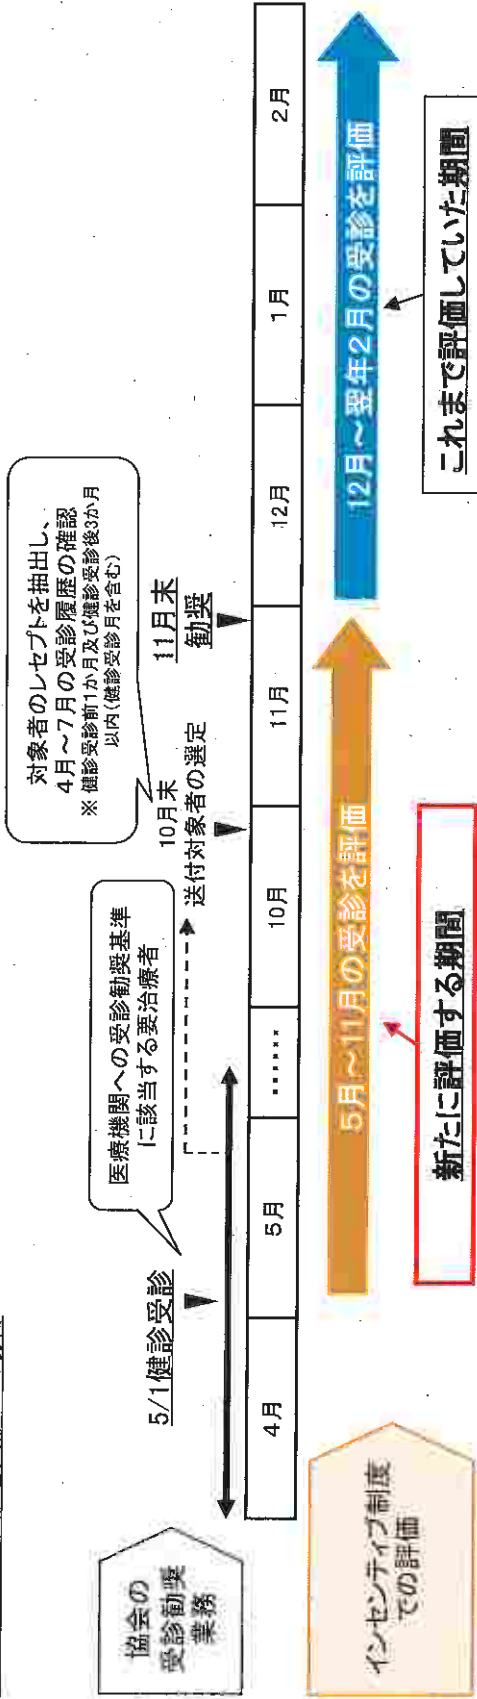 協会の
受診勧奨
業務
5/1健診受診
医療機関への受診勧奨基準
に該当する要治療者
対象者のレセプトを抽出し、
4月～7月の受診履歴の確認
※ 健診受診前1か月及び健診受診後3か月
以内(健診受診月を含む)
10月末
送付対象者の選定
11月末
勧奨
4月
5月
……
10月
11月
12月
1月
2月
インセンティブ制度
での評価
5月～11月の受診を評価
12月～翌年2月の受診を評価
新たに評価する期間
これまで評価していた期間